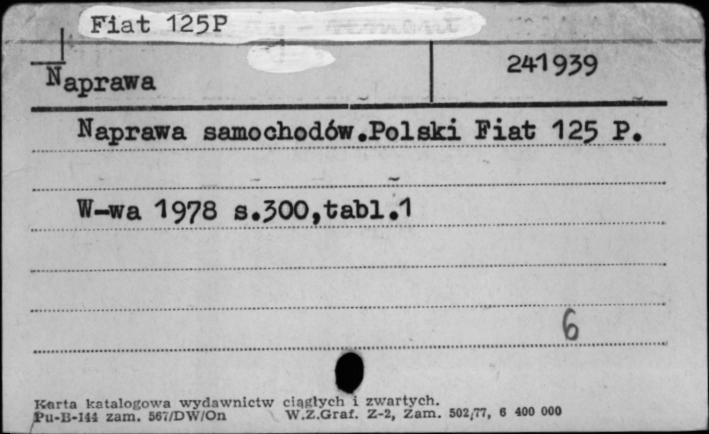 Fiat 125P
Naprawa
241939
Naprawa samochodów.Polski Fiat 125 P.
W-wa 1978 s.300,tabl.1
6
Karta katalogowa wydawnictw ciągłych i zwartych.
Pu-B-144 zam. 567/DW/On W.Z.Graf. Z-2, Zam. 502/77, 6 400 000